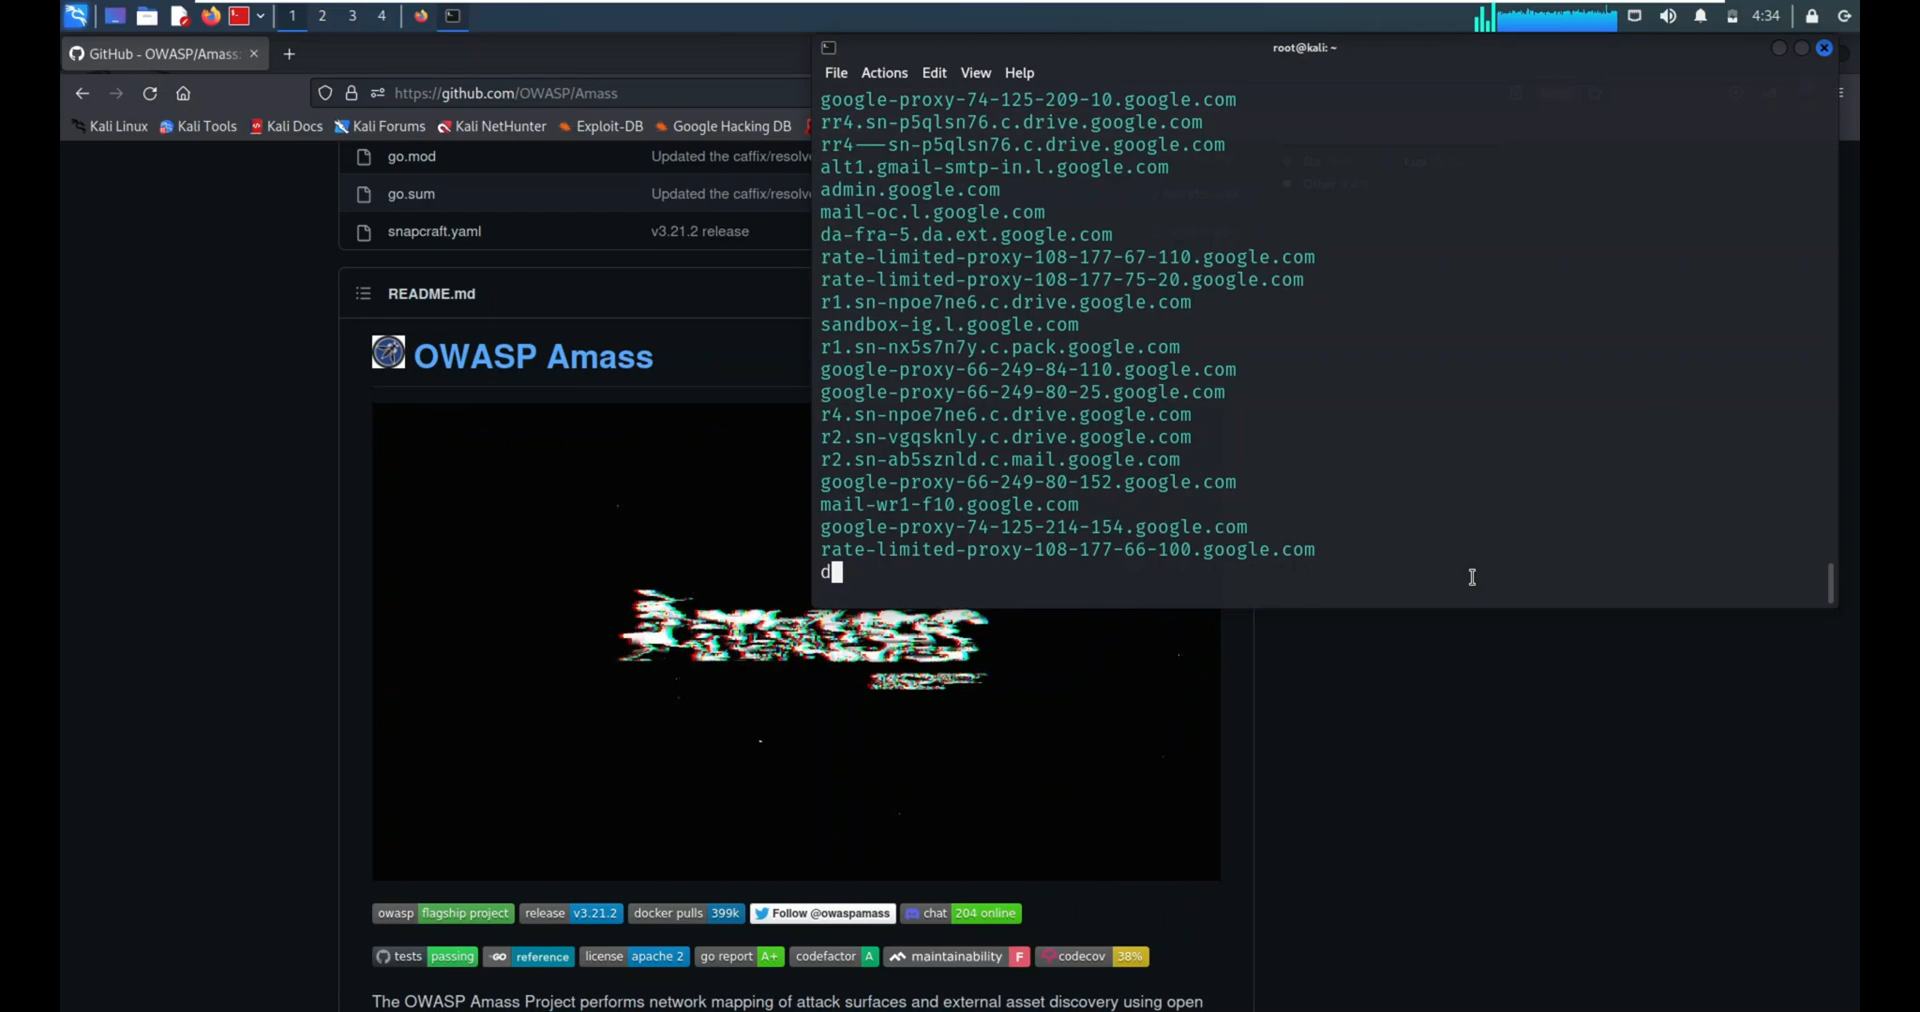 1 2 3 4
4:34
GitHub - OWASP/Amass:
root@kali: ~
File Actions Edit View Help
https://github.com/OWASP/Amass
Kali Linux Kali Tools Kali Docs Kali Forums Kali NetHunter Exploit-DB Google Hacking DB
google-proxy-74-125-209-10.google.com
rr4.sn-p5qlsn76.c.drive.google.com
rr4---sn-p5qlsn76.c.drive.google.com
alt1.gmail-smtp-in.l.google.com
admin.google.com
mail-oc.l.google.com
da-fra-5.da.ext.google.com
rate-limited-proxy-108-177-67-110.google.com
rate-limited-proxy-108-177-75-20.google.com
r1.sn-npoe7ne6.c.drive.google.com
sandbox-ig.l.google.com
r1.sn-nx5s7n7y.c.pack.google.com
google-proxy-66-249-84-110.google.com
google-proxy-66-249-80-25.google.com
r4.sn-npoe7ne6.c.drive.google.com
r2.sn-vgqsknly.c.drive.google.com
r2.sn-ab5sznld.c.mail.google.com
google-proxy-66-249-80-152.google.com
mail-wr1-f10.google.com
google-proxy-74-125-214-154.google.com
rate-limited-proxy-108-177-66-100.google.com
d
go.mod Updated the caffix/resolv
go.sum Updated the caffix/resolv
snapcraft.yaml v3.21.2 release
README.md
OWASP Amass
owasp flagship project release v3.21.2 docker pulls 399k Follow @owaspamass chat 204 online
tests passing GO reference license apache 2 go report A+ codefactor A maintainability F codecov 38%
The OWASP Amass Project performs network mapping of attack surfaces and external asset discovery using open